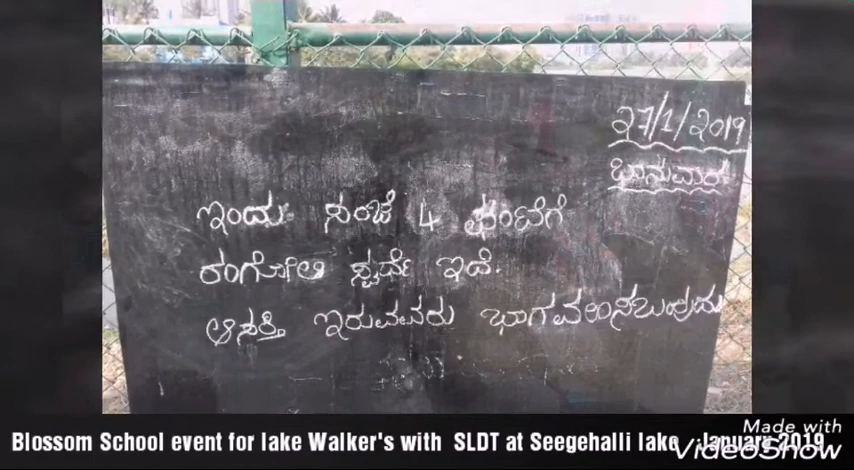 27/1/2019
ಭಾನುವಾರ
ಇಂದು ಸಂಜೆ 4 ಘಂಟೆಗೆ
ರಂಗೋಲಿ ಸ್ಪರ್ಧೆ ಇದೆ.
ಆಸಕ್ತಿ ಇರುವವರು ಭಾಗವಹಿಸಬಹುದು
Blossom School event for lake Walker's with SLDT at Seegehalli lake January 2019
Made with
VideoShow